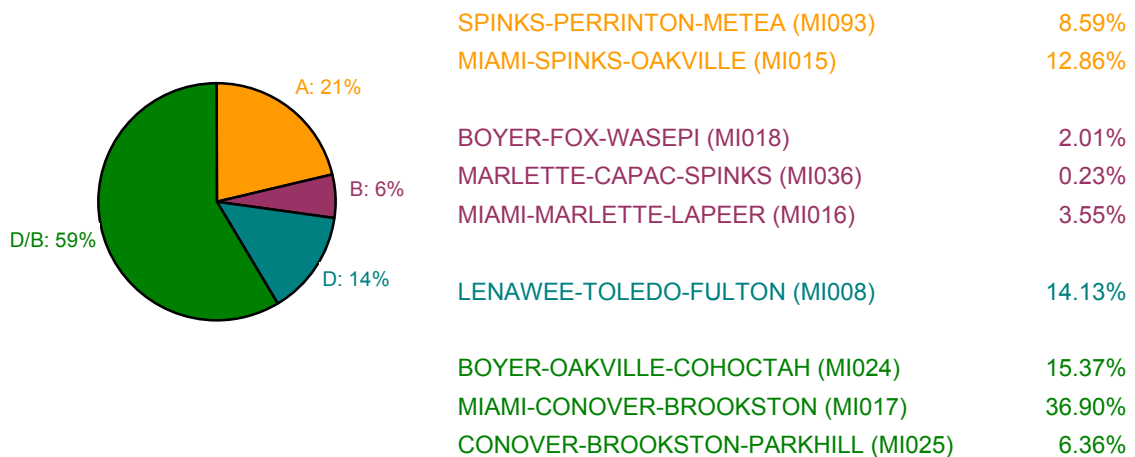 A: 21%
B: 6%
D: 14%
D/B: 59%
SPINKS-PERRINTON-METEA (MI093) 8.59%
MIAMI-SPINKS-OAKVILLE (MI015) 12.86%
BOYER-FOX-WASEPI (MI018) 2.01%
MARLETTE-CAPAC-SPINKS (MI036) 0.23%
MIAMI-MARLETTE-LAPEER (MI016) 3.55%
LENAWEE-TOLEDO-FULTON (MI008) 14.13%
BOYER-OAKVILLE-COHOCTAH (MI024) 15.37%
MIAMI-CONOVER-BROOKSTON (MI017) 36.90%
CONOVER-BROOKSTON-PARKHILL (MI025) 6.36%